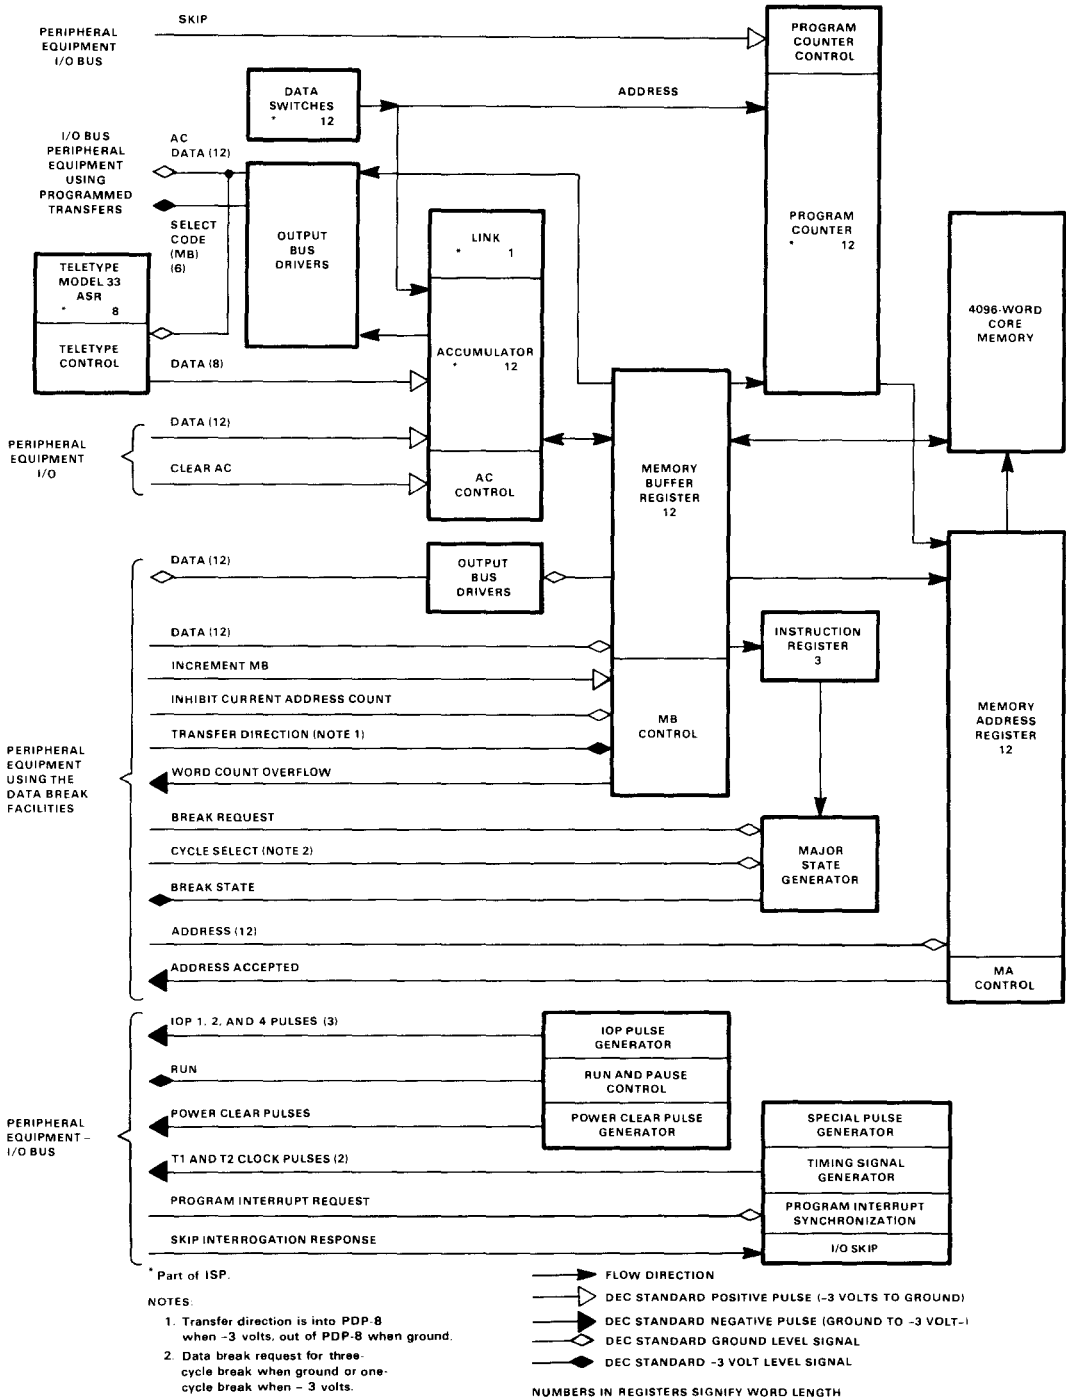 SKIP
PERIPHERAL
EQUIPMENT
I/O BUS
PROGRAM
COUNTER
CONTROL
DATA
SWITCHES
* 12
ADDRESS
I/O BUS
PERIPHERAL
EQUIPMENT
USING
PROGRAMMED
TRANSFERS
AC
DATA (12)
SELECT
CODE
(MB)
(6)
OUTPUT
BUS
DRIVERS
LINK
* 1
PROGRAM
COUNTER
* 12
4096-WORD
CORE
MEMORY
TELETYPE
MODEL 33
ASR
* 8
TELETYPE
CONTROL
DATA (8)
ACCUMULATOR
* 12
PERIPHERAL
EQUIPMENT
I/O
DATA (12)
CLEAR AC
AC
CONTROL
MEMORY
BUFFER
REGISTER
12
DATA (12)
OUTPUT
BUS
DRIVERS
DATA (12)
INCREMENT MB
INHIBIT CURRENT ADDRESS COUNT
TRANSFER DIRECTION (NOTE 1)
WORD COUNT OVERFLOW
MB
CONTROL
INSTRUCTION
REGISTER
3
MEMORY
ADDRESS
REGISTER
12
PERIPHERAL
EQUIPMENT
USING THE
DATA BREAK
FACILITIES
BREAK REQUEST
CYCLE SELECT (NOTE 2)
BREAK STATE
MAJOR
STATE
GENERATOR
ADDRESS (12)
ADDRESS ACCEPTED
MA
CONTROL
IOP 1, 2, AND 4 PULSES (3)
IOP PULSE
GENERATOR
RUN
RUN AND PAUSE
CONTROL
POWER CLEAR PULSES
POWER CLEAR PULSE
GENERATOR
PERIPHERAL
EQUIPMENT –
I/O BUS
SPECIAL PULSE
GENERATOR
T1 AND T2 CLOCK PULSES (2)
TIMING SIGNAL
GENERATOR
PROGRAM INTERRUPT REQUEST
PROGRAM INTERRUPT
SYNCHRONIZATION
SKIP INTERROGATION RESPONSE
I/O SKIP
* Part of ISP.
NOTES:
1. Transfer direction is into PDP-8
when –3 volts, out of PDP-8 when ground.
2. Data break request for three-
cycle break when ground or one-
cycle break when – 3 volts.
FLOW DIRECTION
DEC STANDARD POSITIVE PULSE (–3 VOLTS TO GROUND)
DEC STANDARD NEGATIVE PULSE (GROUND TO –3 VOLT–)
DEC STANDARD GROUND LEVEL SIGNAL
DEC STANDARD –3 VOLT LEVEL SIGNAL
NUMBERS IN REGISTERS SIGNIFY WORD LENGTH